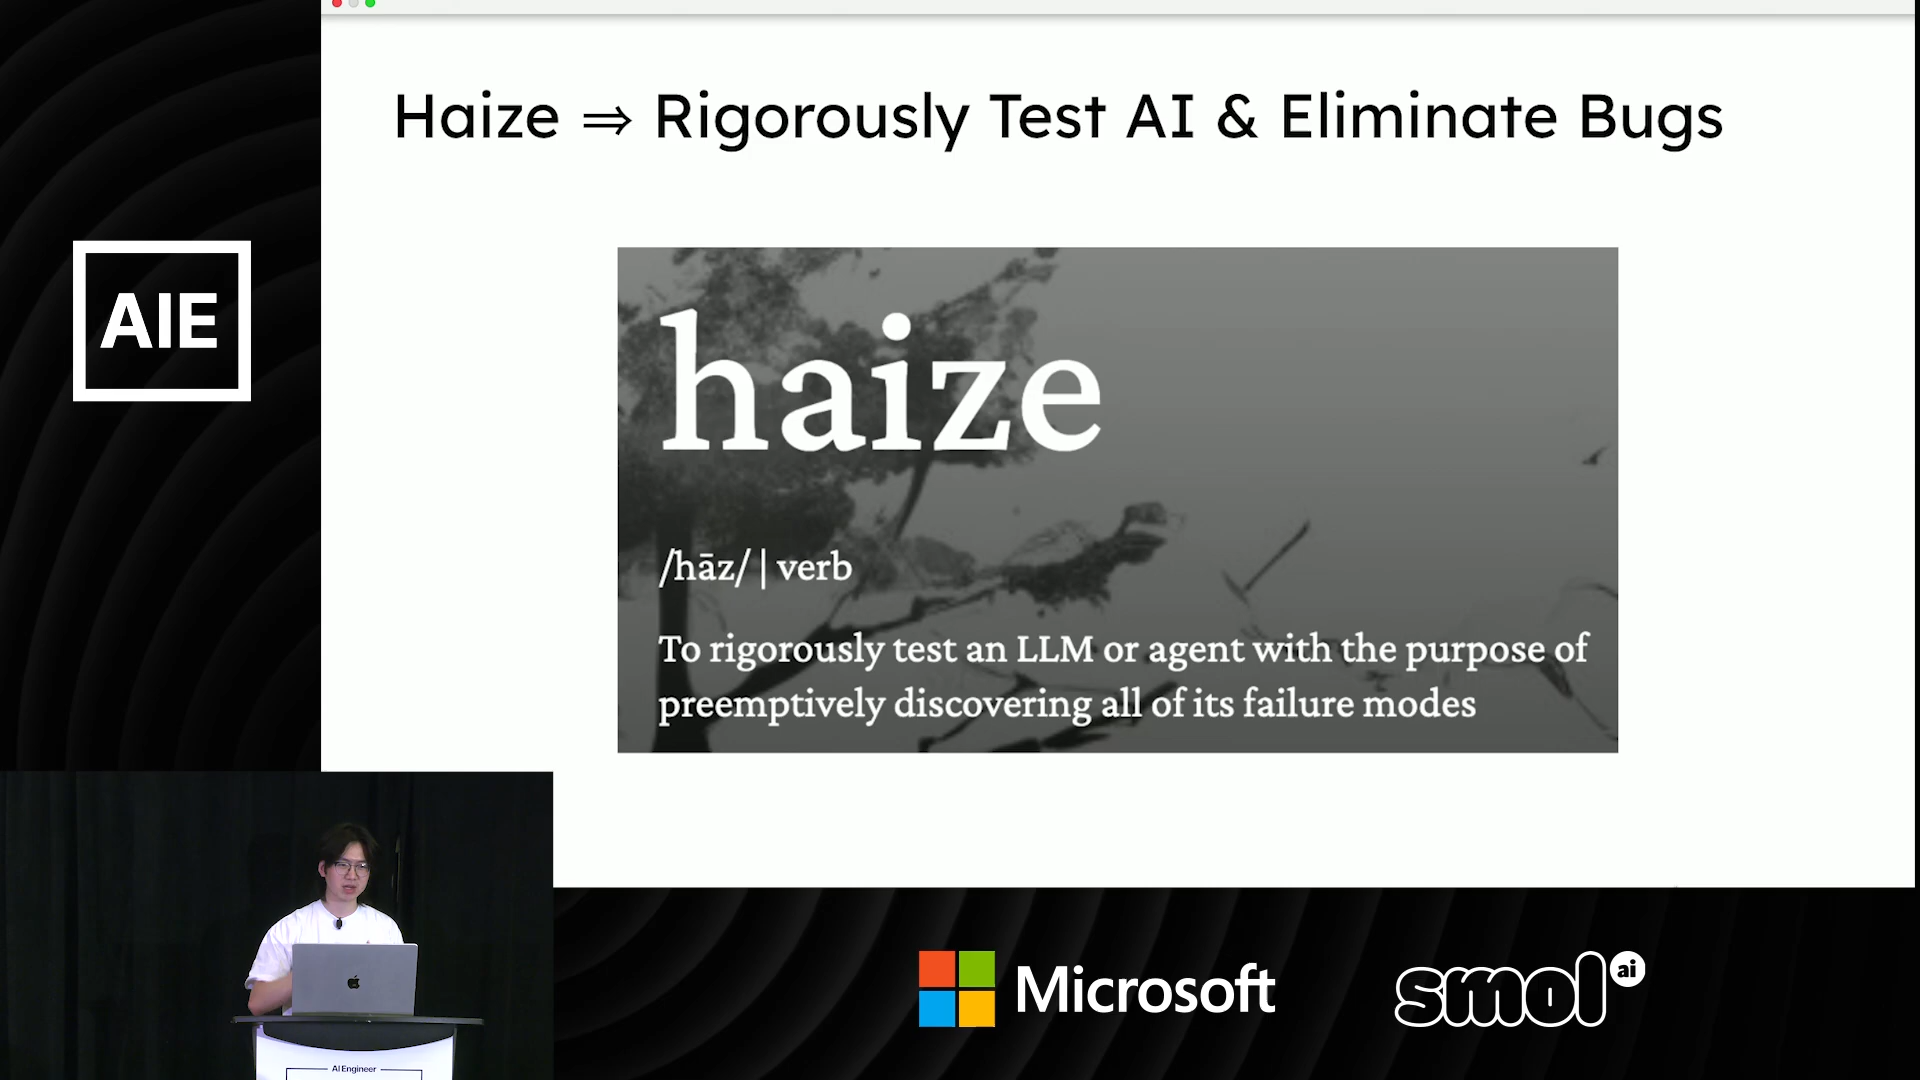 Haize ⇒ Rigorously Test AI & Eliminate Bugs
AIE
haize
/hāz/ | verb
To rigorously test an LLM or agent with the purpose of
preemptively discovering all of its failure modes
AI Engineer
Microsoft
smol ai